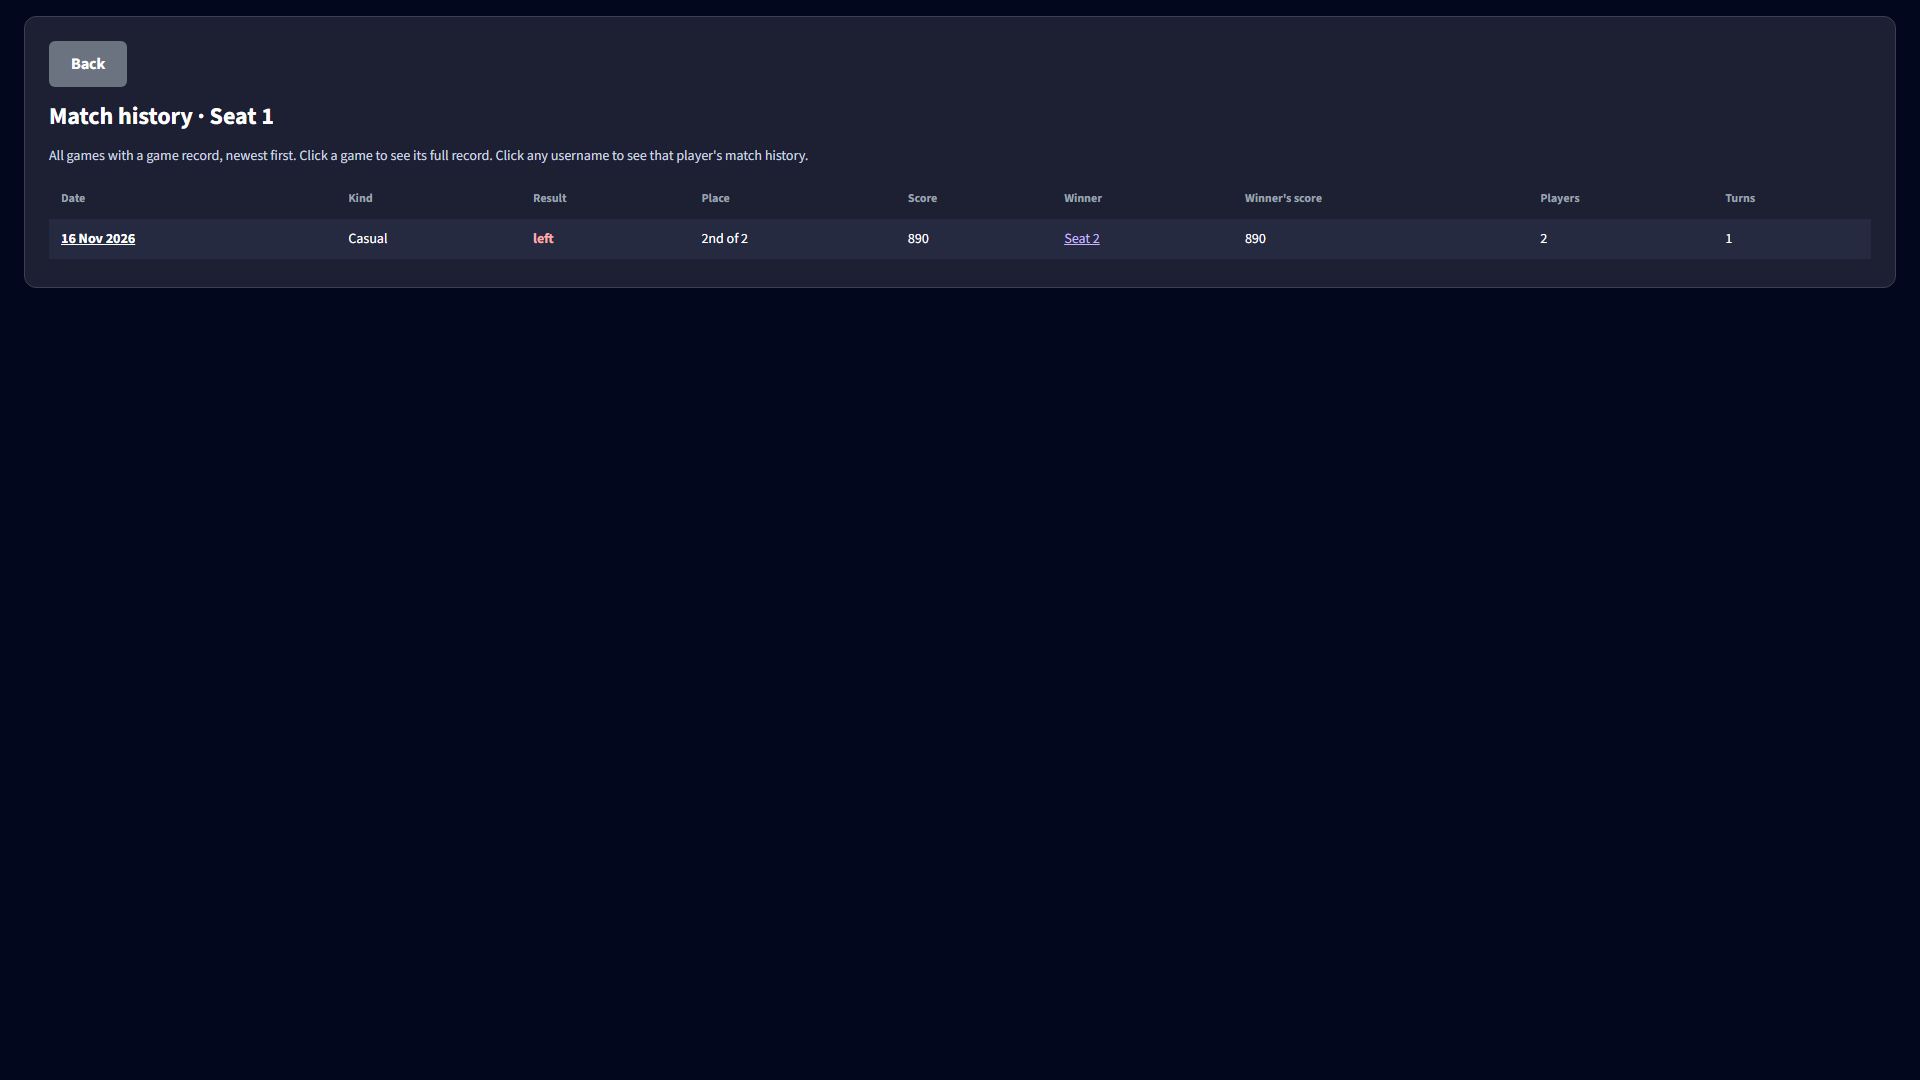 Back
Match history · Seat 1
All games with a game record, newest first. Click a game to see its full record. Click any username to see that player's match history.
Date Kind Result Place Score Winner Winner's score Players Turns
16 Nov 2026 Casual left 2nd of 2 890 Seat 2 890 2 1